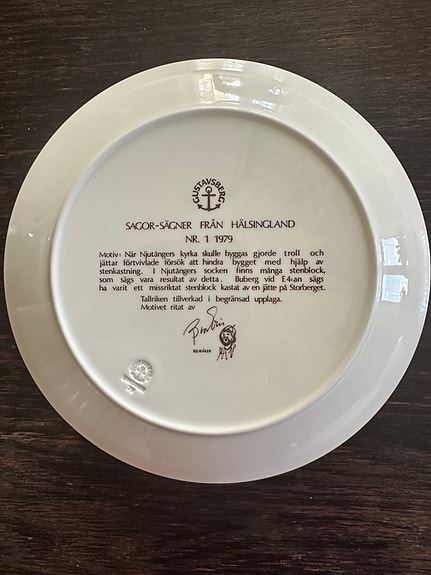 GUSTAVSBERG
SAGOR-SÄGNER FRÅN HÄLSINGLAND
NR. 1 1979
Motiv: När Njutångers kyrka skulle byggas gjorde troll och
jättar förtvivlade försök att hindra bygget med hjälp av
stenkastning. I Njutångers socken finns många stenblock,
som sägs vara resultat av detta. Buberg vid E4:an sägs
ha varit ett missriktat stenblock kastat av en jätte på Storberget.
Tallriken tillverkad i begränsad upplaga.
Motivet ritat av